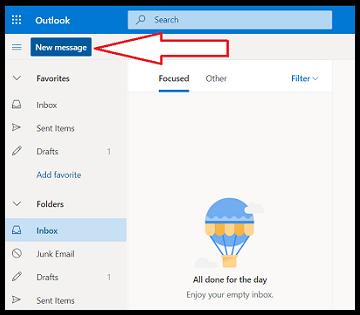 Outlook
Search
New message
Favorites
Focused
Other
Filter
Inbox
Sent Items
Drafts 1
Add favorite
Folders
Inbox
Junk Email
Drafts 1
Sent Items
All done for the day
Enjoy your empty inbox.